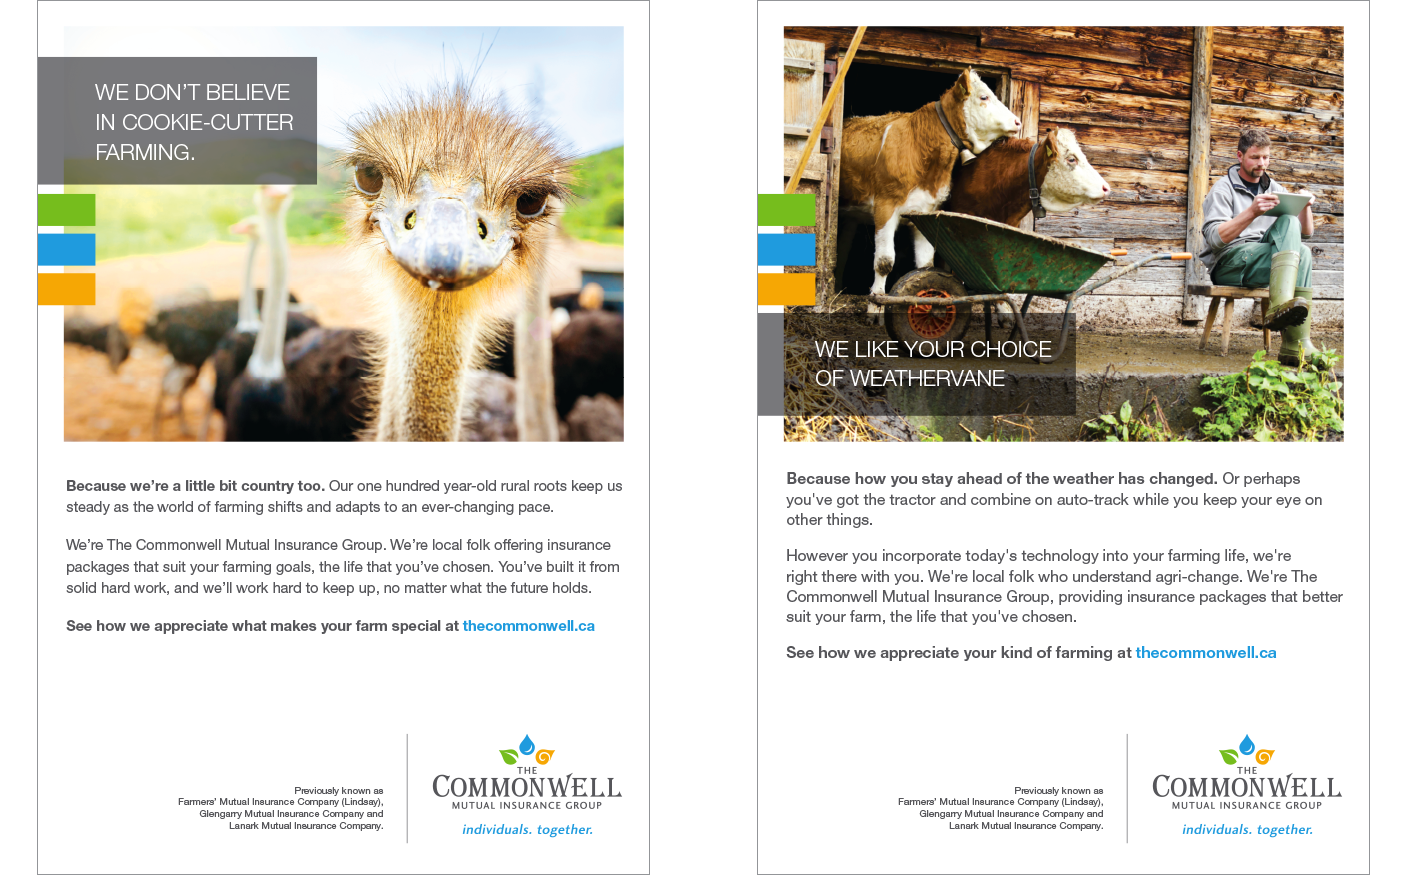 WE DON’T BELIEVE
IN COOKIE-CUTTER
FARMING.
Because we’re a little bit country too. Our one hundred year-old rural roots keep us
steady as the world of farming shifts and adapts to an ever-changing pace.
We’re The Commonwell Mutual Insurance Group. We’re local folk offering insurance
packages that suit your farming goals, the life that you’ve chosen. You’ve built it from
solid hard work, and we’ll work hard to keep up, no matter what the future holds.
See how we appreciate what makes your farm special at thecommonwell.ca
Previously known as
Farmers’ Mutual Insurance Company (Lindsay),
Glengarry Mutual Insurance Company and
Lanark Mutual Insurance Company.
THE
COMMONWELL
MUTUAL INSURANCE GROUP
individuals. together.
WE LIKE YOUR CHOICE
OF WEATHERVANE
Because how you stay ahead of the weather has changed. Or perhaps
you've got the tractor and combine on auto-track while you keep your eye on
other things.
However you incorporate today's technology into your farming life, we're
right there with you. We're local folk who understand agri-change. We're The
Commonwell Mutual Insurance Group, providing insurance packages that better
suit your farm, the life that you've chosen.
See how we appreciate your kind of farming at thecommonwell.ca
Previously known as
Farmers’ Mutual Insurance Company (Lindsay),
Glengarry Mutual Insurance Company and
Lanark Mutual Insurance Company.
THE
COMMONWELL
MUTUAL INSURANCE GROUP
individuals. together.